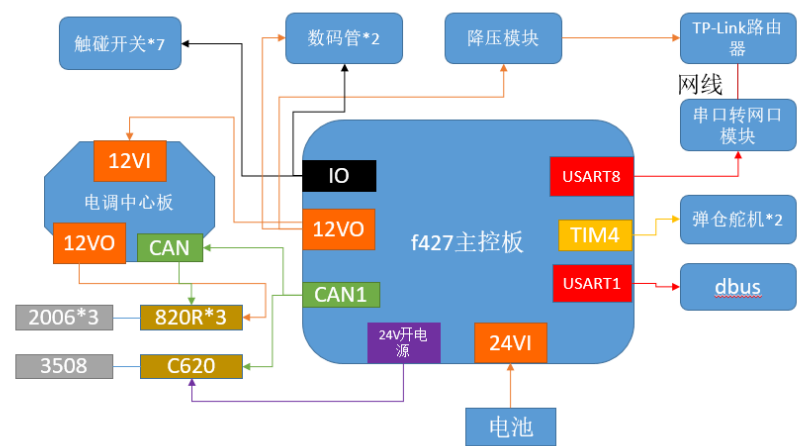 触碰开关*7
数码管*2
降压模块
TP-Link路由
器
网线
串口转网口
模块
12VI
电调中心板
12VO
CAN
IO
12VO
CAN1
f427主控板
USART8
TIM4
USART1
弹仓舵机*2
dbus
2006*3
820R*3
3508
C620
24V开电
源
24VI
电池